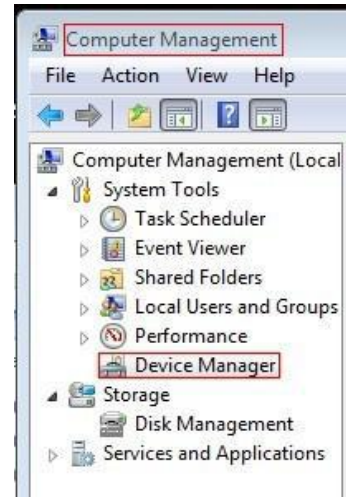 Computer Management
File Action View Help
Computer Management (Local
System Tools
Task Scheduler
Event Viewer
Shared Folders
Local Users and Groups
Performance
Device Manager
Storage
Disk Management
Services and Applications